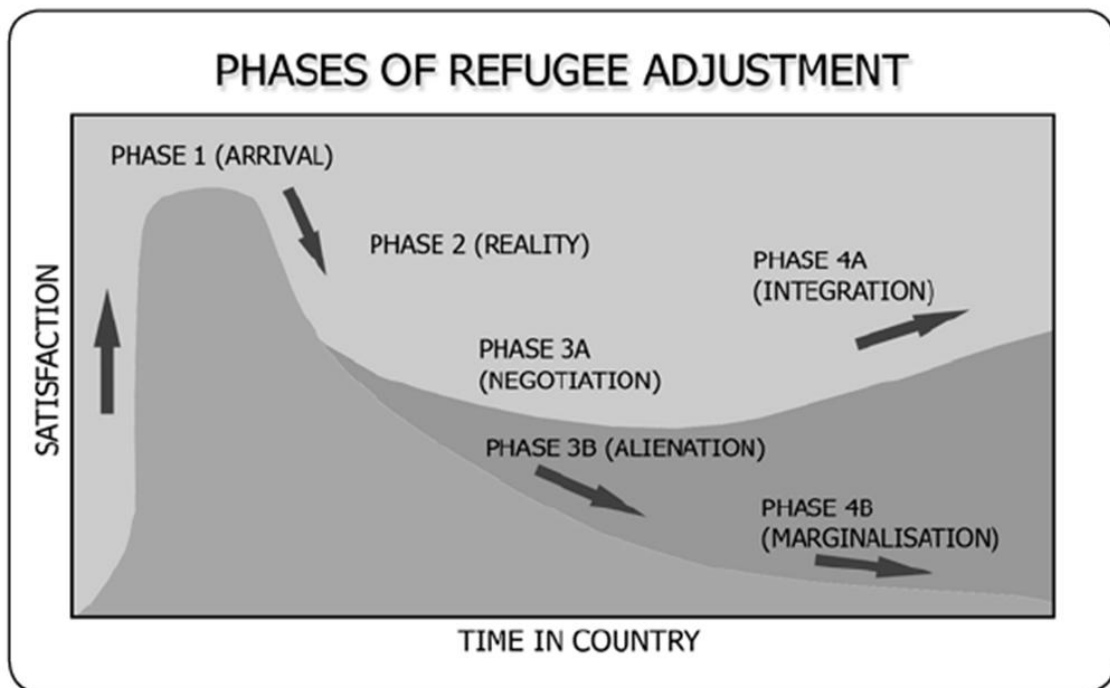 PHASES OF REFUGEE ADJUSTMENT
PHASE 1 (ARRIVAL)
PHASE 2 (REALITY)
PHASE 4A
(INTEGRATION)
PHASE 3A
(NEGOTIATION)
PHASE 3B (ALIENATION)
PHASE 4B
(MARGINALISATION)
SATISFACTION
TIME IN COUNTRY